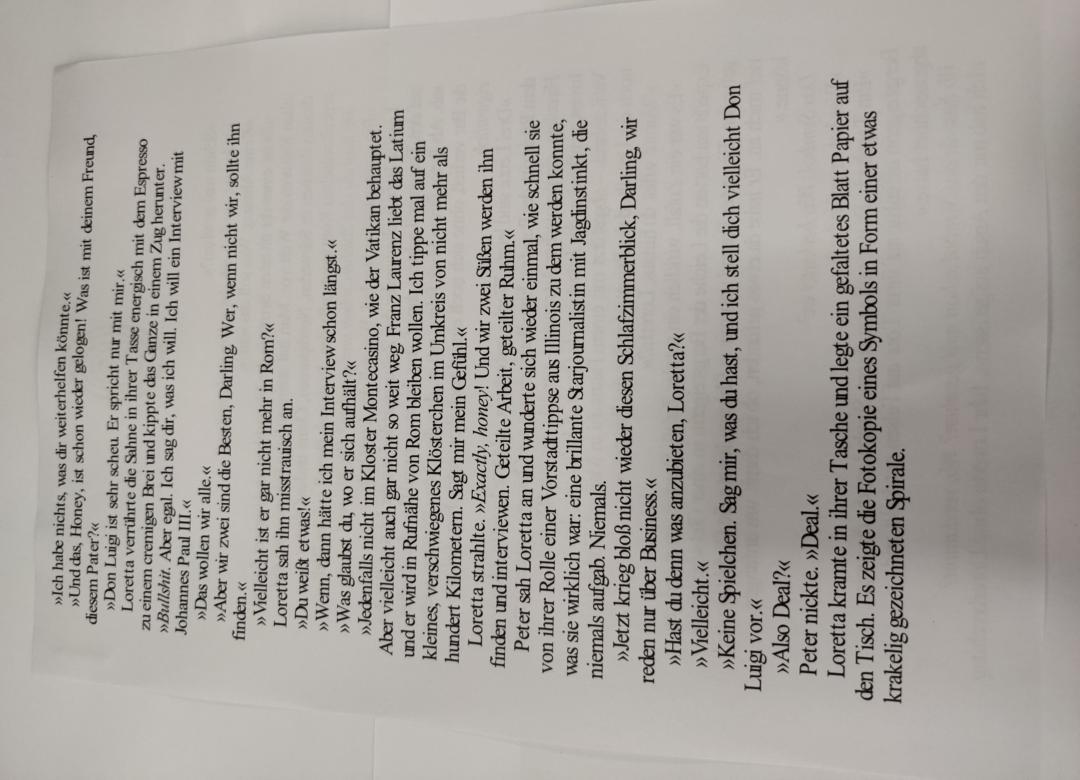 »Ich habe nichts, was dir weiterhelfen könnte.«
»Und das, Honey, ist schon wieder gelogen! Was ist mit deinem Freund,
diesem Pater?«
»Don Luigi ist sehr scheu. Er spricht nur mit mir.«
Loretta verrührte die Sahne in ihrer Tasse energisch mit dem Espresso
zu einem cremigen Brei und kippte das Ganze in einem Zug herunter.
»Bullshit. Aber egal. Ich sag dir, was ich will. Ich will ein Interview mit
Johannes Paul III.«
»Das wollen wir alle.«
»Aber wir zwei sind die Besten, Darling. Wer, wenn nicht wir, sollte ihn
finden.«
»Vielleicht ist er gar nicht mehr in Rom?«
Loretta sah ihn misstrauisch an.
»Du weißt etwas!«
»Wenn, dann hätte ich mein Interview schon längst.«
»Was glaubst du, wo er sich aufhält?«
»Jedenfalls nicht im Kloster Montecasino, wie der Vatikan behauptet.
Aber vielleicht auch gar nicht so weit weg. Franz Laurenz liebt das Latium
und er wird in Rufnähe von Rom bleiben wollen. Ich tippe mal auf ein
kleines, verschwiegenes Klösterchen im Umkreis von nicht mehr als
hundert Kilometern. Sagt mir mein Gefühl.«
Loretta strahlte. »Exactly, honey! Und wir zwei Süßen werden ihn
finden und interviewen. Geteilte Arbeit, geteilter Ruhm.«
Peter sah Loretta an und wunderte sich wieder einmal, wie schnell sie
von ihrer Rolle einer Vorstadttippse aus Illinois zu dem werden konnte,
was sie wirklich war: eine brillante Starjournalistin mit Jagdinstinkt, die
niemals aufgab. Niemals.
»Jetzt krieg bloß nicht wieder diesen Schlafzimmerblick, Darling, wir
reden nur über Business.«
»Hast du denn was anzubieten, Loretta?«
»Vielleicht.«
»Keine Spielchen. Sag mir, was du hast, und ich stell dich vielleicht Don
Luigi vor.«
»Also Deal?«
Peter nickte. »Deal.«
Loretta kramte in ihrer Tasche und legte ein gefaltetes Blatt Papier auf
den Tisch. Es zeigte die Fotokopie eines Symbols in Form einer etwas
krakelig gezeichneten Spirale.